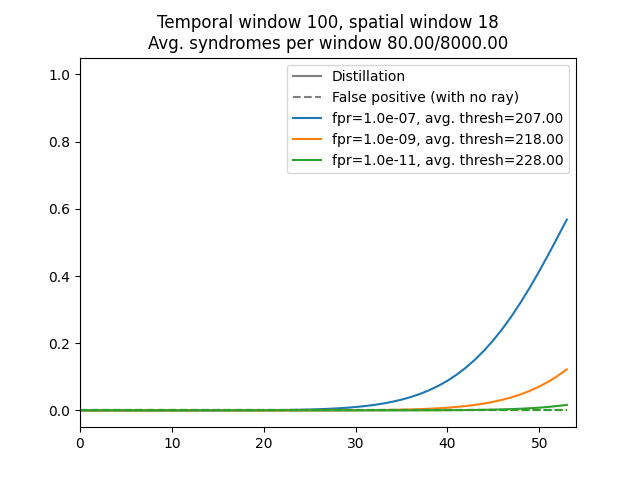 Temporal window 100, spatial window 18
Avg. syndromes per window 80.00/8000.00
1.0
0.8
0.6
0.4
0.2
0.0
Distillation
False positive (with no ray)
fpr=1.0e-07, avg. thresh=207.00
fpr=1.0e-09, avg. thresh=218.00
fpr=1.0e-11, avg. thresh=228.00
0 10 20 30 40 50